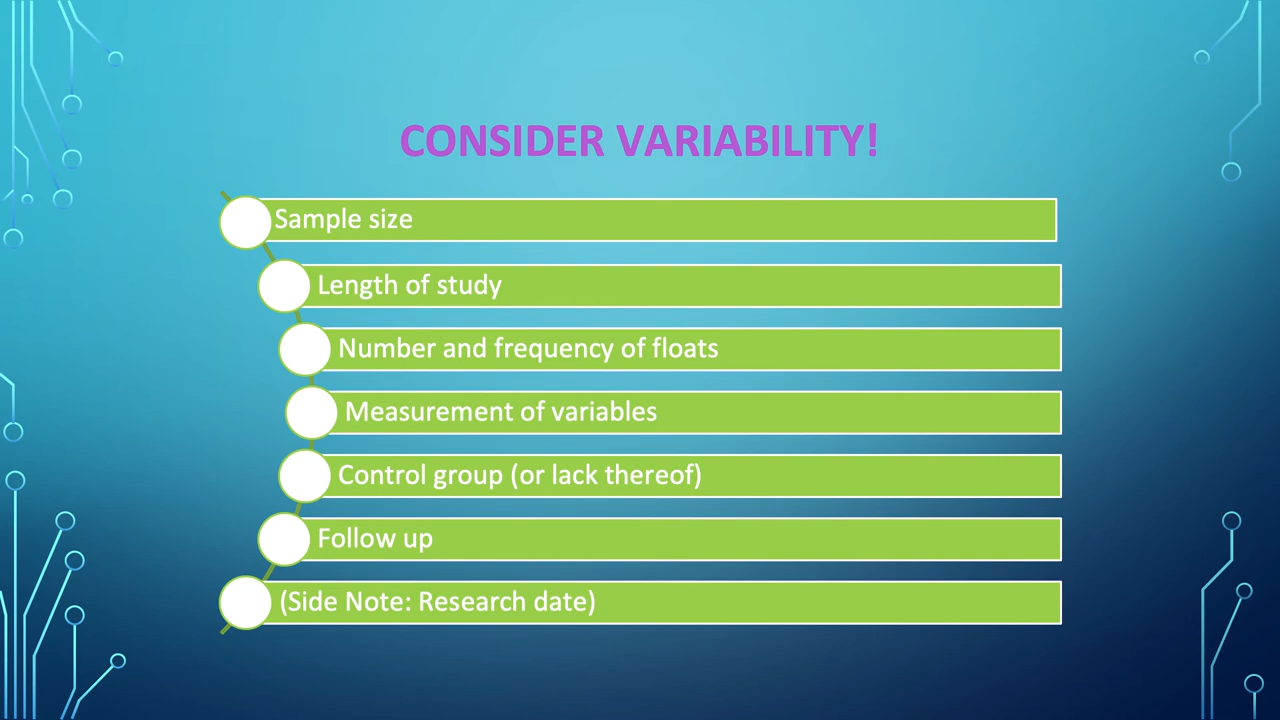 CONSIDER VARIABILITY!
Sample size
Length of study
Number and frequency of floats
Measurement of variables
Control group (or lack thereof)
Follow up
(Side Note: Research date)